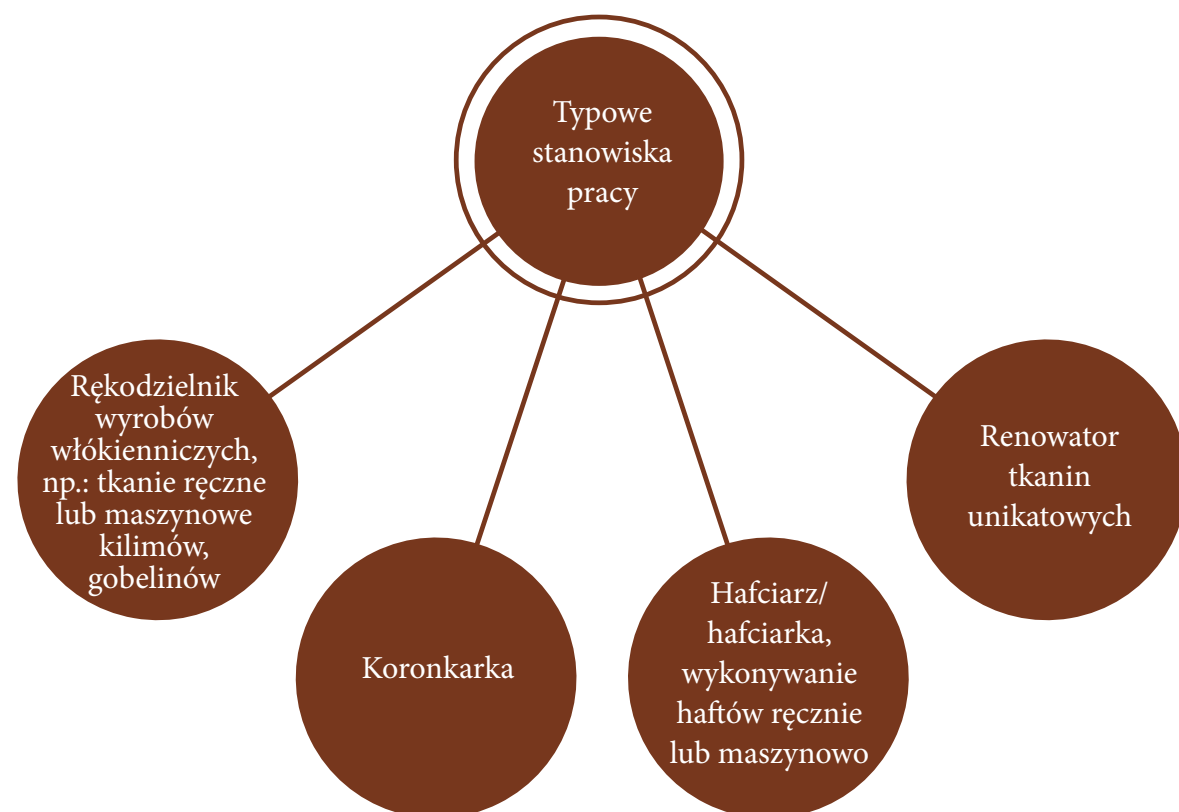 Typowe
stanowiska
pracy
Rękodzielnik
wyrobów
włókienniczych,
np.: tkanie ręczne
lub maszynowe
kilimów,
gobelinów
Koronkarka
Hafciarz/
hafciarka,
wykonywanie
haftów ręcznie
lub maszynowo
Renowator
tkanin
unikatowych